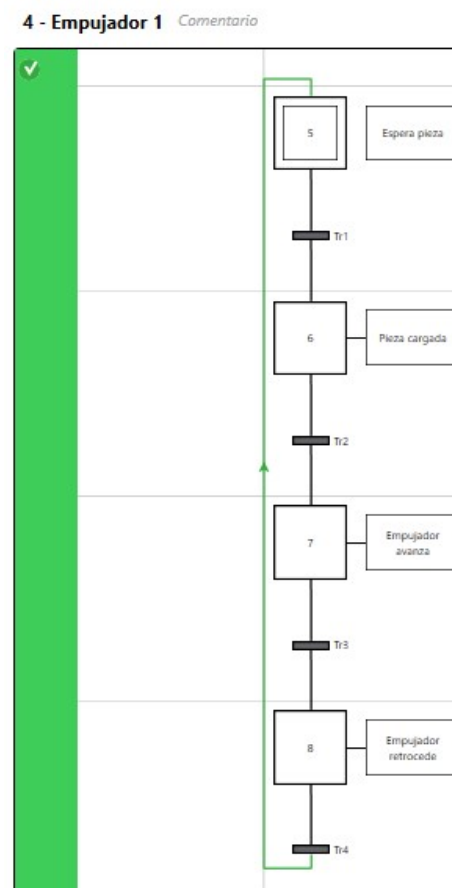 4 - Empujador 1 Comentario
5
Espera pieza
Tr1
6
Pieza cargada
Tr2
7
Empujador
avanza
Tr3
8
Empujador
retrocede
Tr4